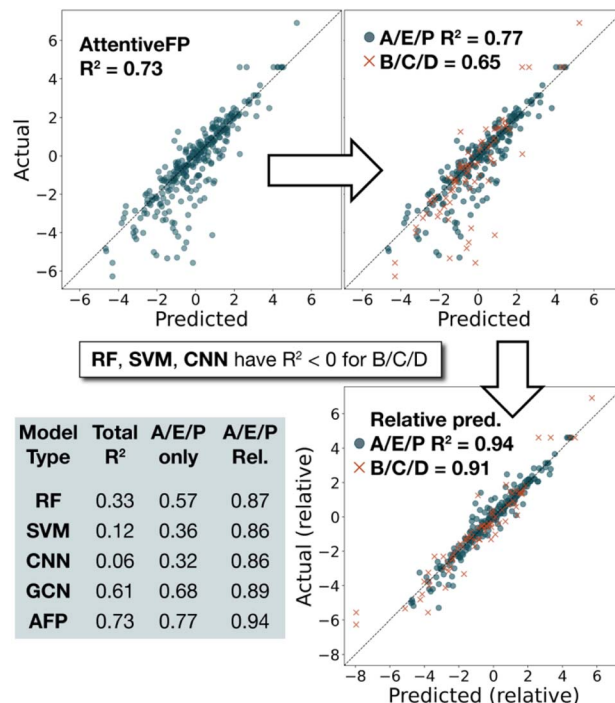 AttentiveFP
R² = 0.73
Actual
6
4
2
0
−2
−4
−6
−6 −4 −2 0 2 4 6
Predicted
A/E/P R² = 0.77
B/C/D = 0.65
−6 −4 −2 0 2 4 6
Predicted
RF, SVM, CNN have R² < 0 for B/C/D
Model Total A/E/P A/E/P
Type R² only Rel.
RF 0.33 0.57 0.87
SVM 0.12 0.36 0.86
CNN 0.06 0.32 0.86
GCN 0.61 0.68 0.89
AFP 0.73 0.77 0.94
Relative pred.
A/E/P R² = 0.94
B/C/D = 0.91
Actual (relative)
6
4
2
0
−2
−4
−6
−8
−8 −6 −4 −2 0 2 4 6
Predicted (relative)